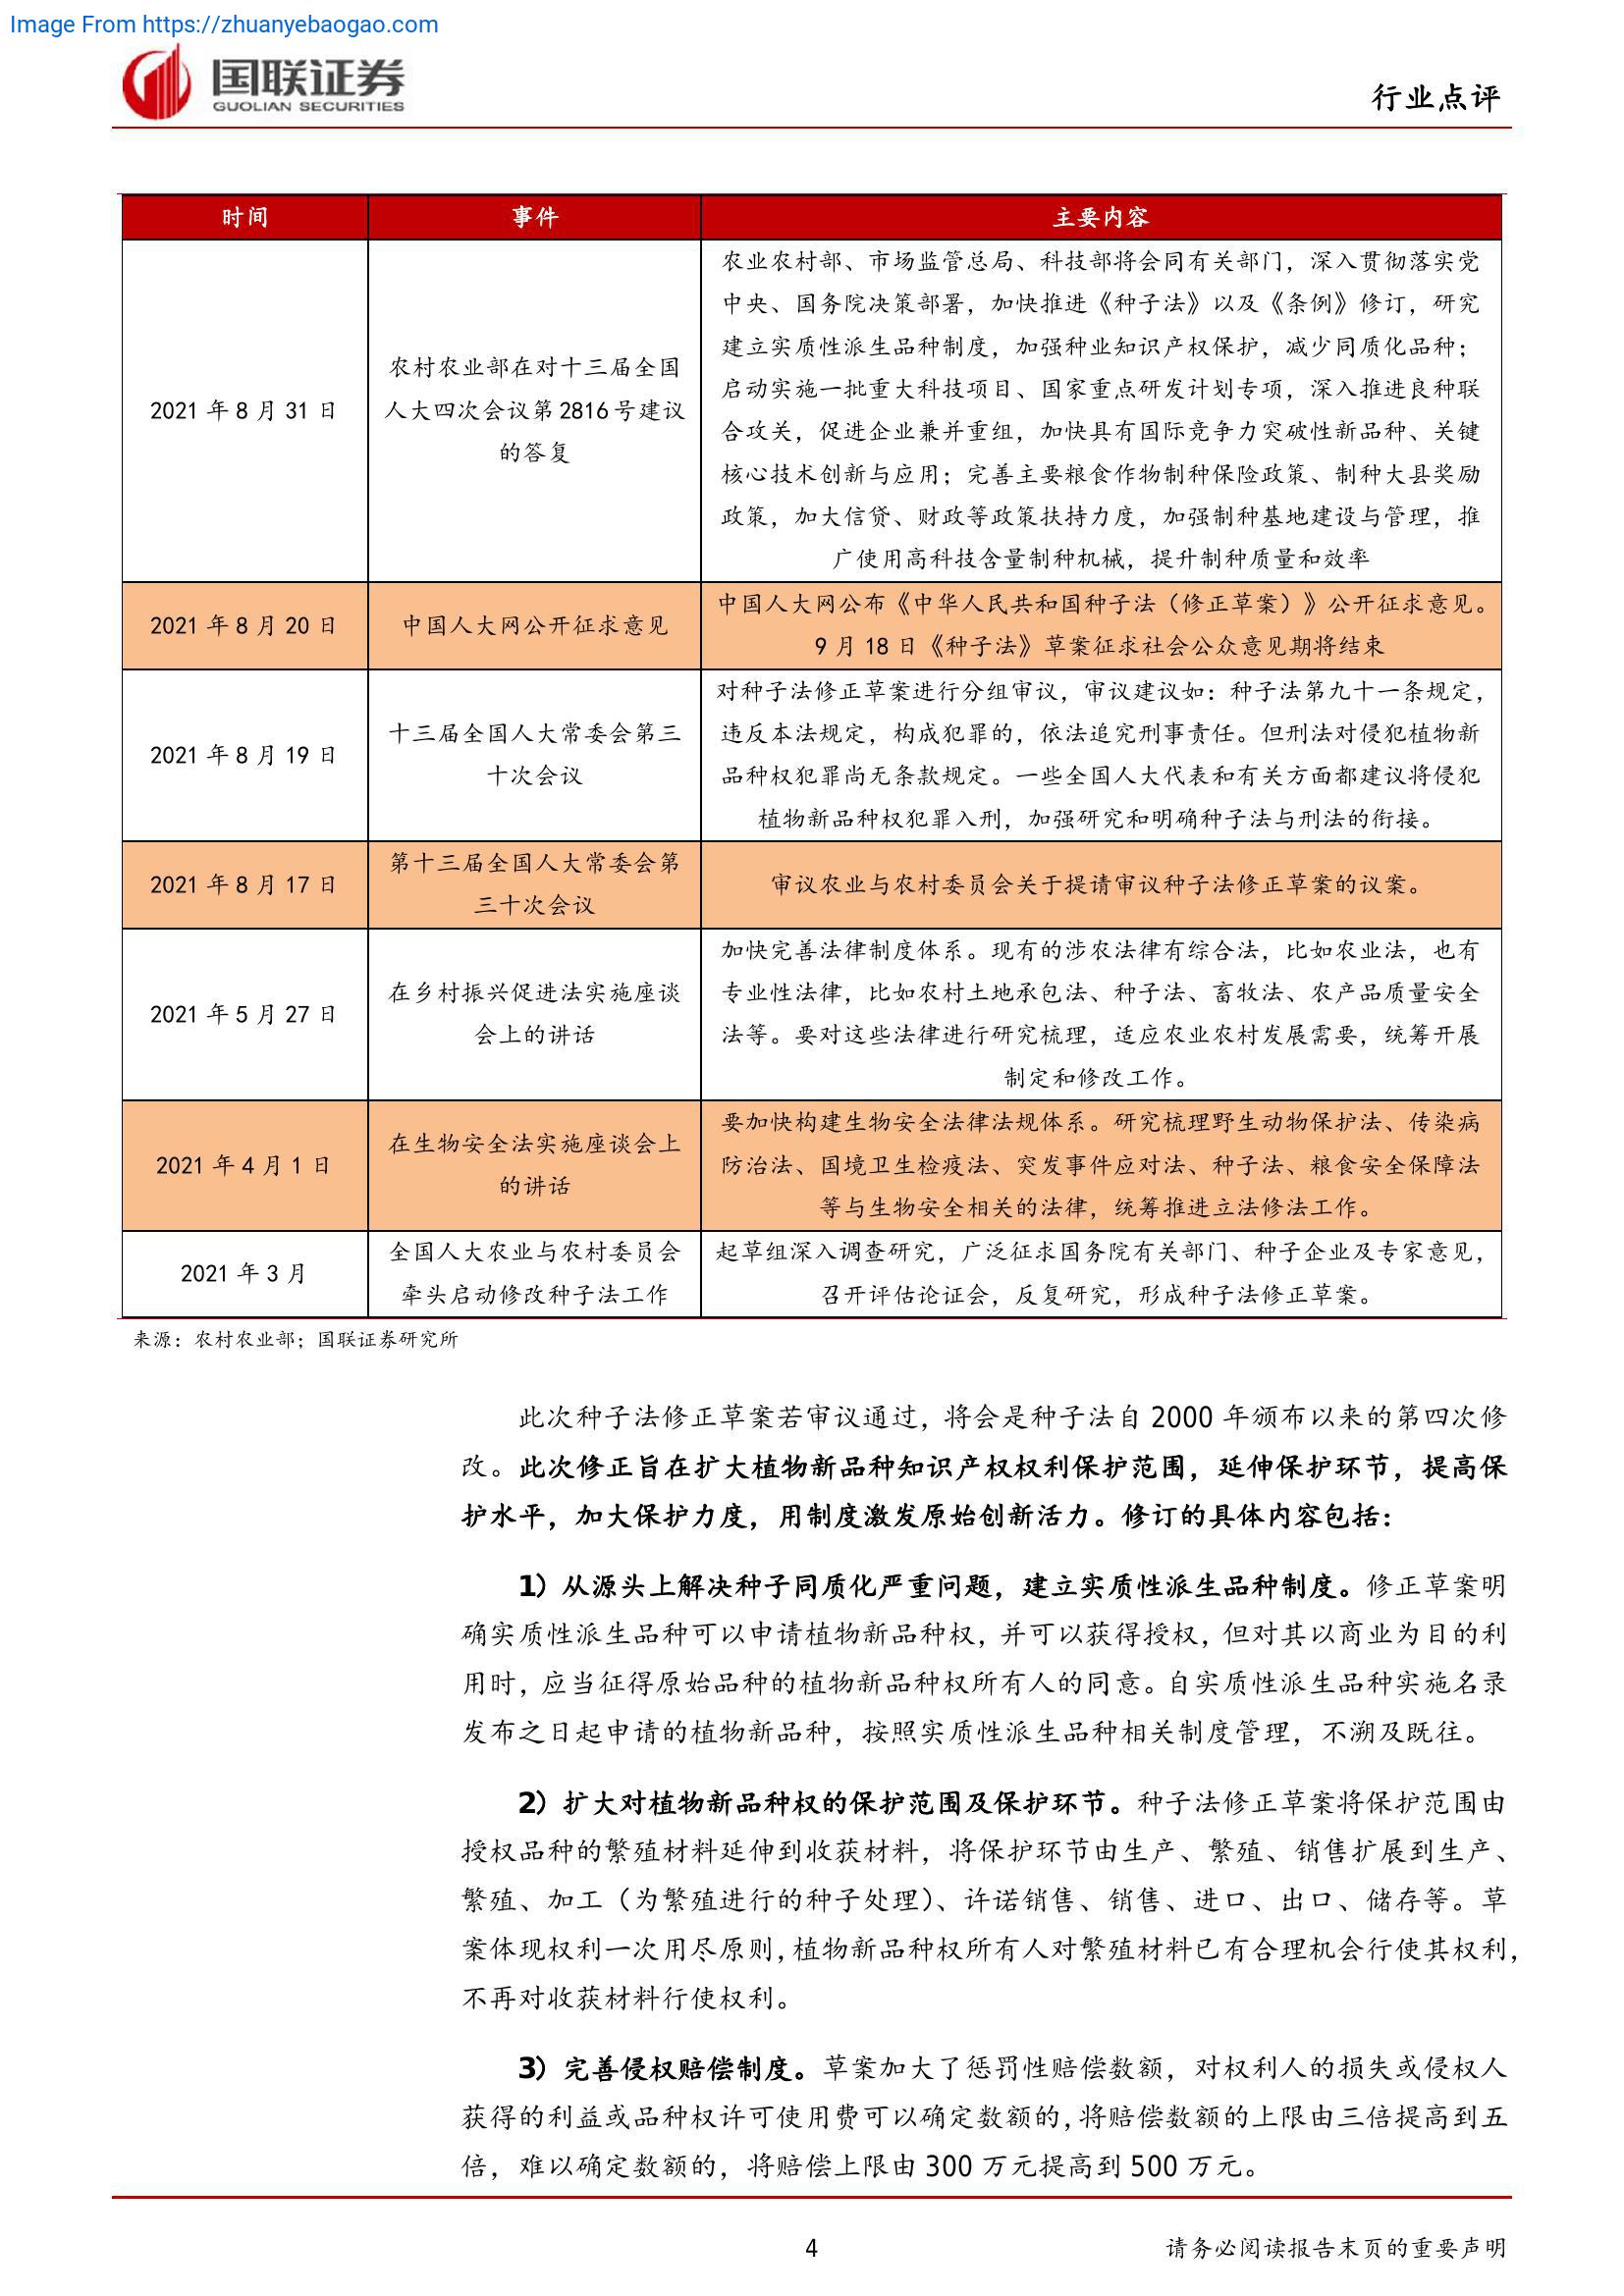 Image From https://zhuanyebaogao.com
国联证券
GUOLIAN SECURITIES
行业点评
时间
事件
主要内容
2021 年 8 月 31 日
农村农业部在对十三届全国
人大四次会议第 2816 号建议
的答复
农业农村部、市场监管总局、科技部将会同有关部门，深入贯彻落实党
中央、国务院决策部署，加快推进《种子法》以及《条例》修订，研究
建立实质性派生品种制度，加强种业知识产权保护，减少同质化品种；
启动实施一批重大科技项目、国家重点研发计划专项，深入推进良种联
合攻关，促进企业兼并重组，加快具有国际竞争力突破性新品种、关键
核心技术创新与应用；完善主要粮食作物制种保险政策、制种大县奖励
政策，加大信贷、财政等政策扶持力度，加强制种基地建设与管理，推
广使用高科技含量制种机械，提升制种质量和效率
2021 年 8 月 20 日
中国人大网公开征求意见
中国人大网公布《中华人民共和国种子法（修正草案）》公开征求意见。
9 月 18 日《种子法》草案征求社会公众意见期将结束
2021 年 8 月 19 日
十三届全国人大常委会第三
十次会议
对种子法修正草案进行分组审议，审议建议如：种子法第九十一条规定，
违反本法规定，构成犯罪的，依法追究刑事责任。但刑法对侵犯植物新
品种权犯罪尚无条款规定。一些全国人大代表和有关方面都建议将侵犯
植物新品种权犯罪入刑，加强研究和明确种子法与刑法的衔接。
2021 年 8 月 17 日
第十三届全国人大常委会第
三十次会议
审议农业与农村委员会关于提请审议种子法修正草案的议案。
2021 年 5 月 27 日
在乡村振兴促进法实施座谈
会上的讲话
加快完善法律制度体系。现有的涉农法律有综合法，比如农业法，也有
专业性法律，比如农村土地承包法、种子法、畜牧法、农产品质量安全
法等。要对这些法律进行研究梳理，适应农业农村发展需要，统筹开展
制定和修改工作。
2021 年 4 月 1 日
在生物安全法实施座谈会上
的讲话
要加快构建生物安全法律法规体系。研究梳理野生动物保护法、传染病
防治法、国境卫生检疫法、突发事件应对法、种子法、粮食安全保障法
等与生物安全相关的法律，统筹推进立法修法工作。
2021 年 3 月
全国人大农业与农村委员会
牵头启动修改种子法工作
起草组深入调查研究，广泛征求国务院有关部门、种子企业及专家意见，
召开评估论证会，反复研究，形成种子法修正草案。
来源：农村农业部；国联证券研究所
此次种子法修正草案若审议通过，将会是种子法自 2000 年颁布以来的第四次修
改。此次修正旨在扩大植物新品种知识产权权利保护范围，延伸保护环节，提高保
护水平，加大保护力度，用制度激发原始创新活力。修订的具体内容包括：
1）从源头上解决种子同质化严重问题，建立实质性派生品种制度。修正草案明
确实质性派生品种可以申请植物新品种权，并可以获得授权，但对其以商业为目的利
用时，应当征得原始品种的植物新品种权所有人的同意。自实质性派生品种实施名录
发布之日起申请的植物新品种，按照实质性派生品种相关制度管理，不溯及既往。
2）扩大对植物新品种权的保护范围及保护环节。种子法修正草案将保护范围由
授权品种的繁殖材料延伸到收获材料，将保护环节由生产、繁殖、销售扩展到生产、
繁殖、加工（为繁殖进行的种子处理）、许诺销售、销售、进口、出口、储存等。草
案体现权利一次用尽原则，植物新品种权所有人对繁殖材料已有合理机会行使其权利，
不再对收获材料行使权利。
3）完善侵权赔偿制度。草案加大了惩罚性赔偿数额，对权利人的损失或侵权人
获得的利益或品种权许可使用费可以确定数额的，将赔偿数额的上限由三倍提高到五
倍，难以确定数额的，将赔偿上限由 300 万元提高到 500 万元。
4
请务必阅读报告末页的重要声明